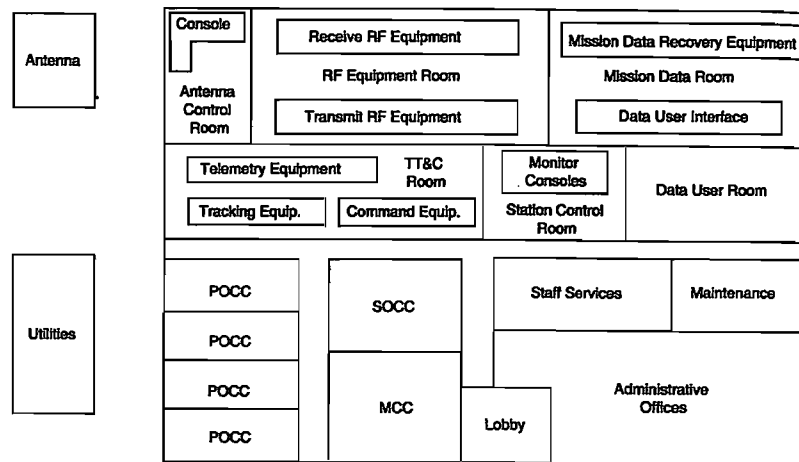 Antenna
Console
Antenna
Control
Room
Receive RF Equipment
RF Equipment Room
Transmit RF Equipment
Mission Data Recovery Equipment
Mission Data Room
Data User Interface
Telemetry Equipment
TT&C
Room
Tracking Equip.
Command Equip.
Monitor
Consoles
Station Control
Room
Data User Room
Utilities
POCC
POCC
POCC
POCC
SOCC
MCC
Lobby
Staff Services
Maintenance
Administrative
Offices